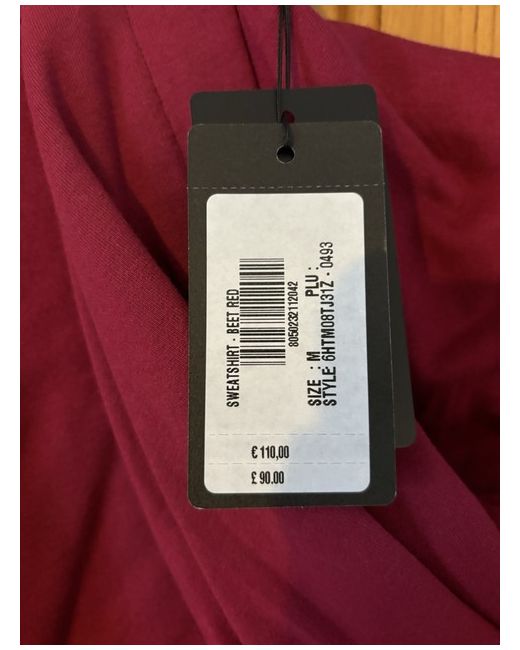 SWEATSHIRT - BEET RED
8050232112042
SIZE : M PLU :
STYLE: 6HTM08TJ31Z - 0493
€ 110,00
£ 90.00